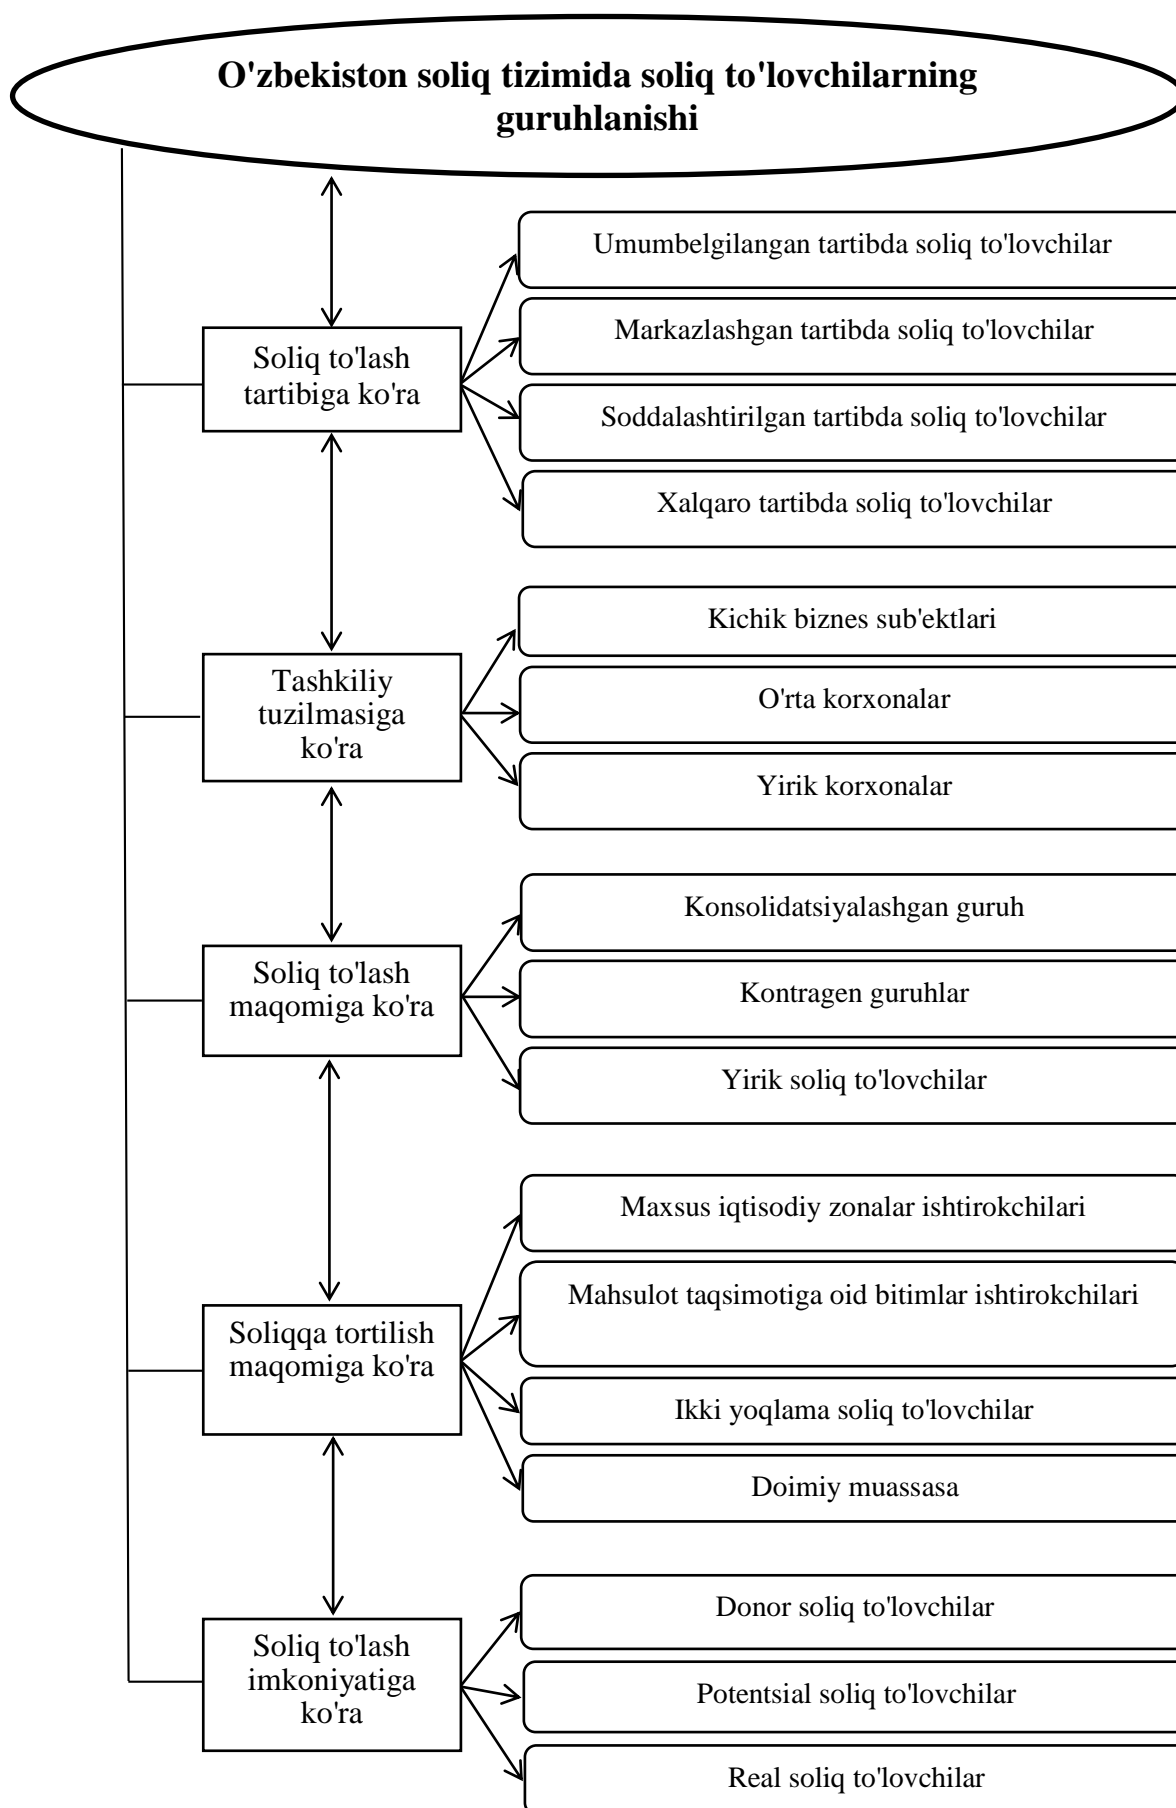 O'zbekiston soliq tizimida soliq to'lovchilarning
guruhlanishi
Soliq to'lash
tartibiga ko'ra
Umumbelgilangan tartibda soliq to'lovchilar
Markazlashgan tartibda soliq to'lovchilar
Soddalashtirilgan tartibda soliq to'lovchilar
Xalqaro tartibda soliq to'lovchilar
Tashkiliy
tuzilmasiga
ko'ra
Kichik biznes sub'ektlari
O'rta korxonalar
Yirik korxonalar
Soliq to'lash
maqomiga ko'ra
Konsolidatsiyalashgan guruh
Kontragen guruhlar
Yirik soliq to'lovchilar
Soliqqa tortilish
maqomiga ko'ra
Maxsus iqtisodiy zonalar ishtirokchilari
Mahsulot taqsimotiga oid bitimlar ishtirokchilari
Ikki yoqlama soliq to'lovchilar
Doimiy muassasa
Soliq to'lash
imkoniyatiga
ko'ra
Donor soliq to'lovchilar
Potentsial soliq to'lovchilar
Real soliq to'lovchilar